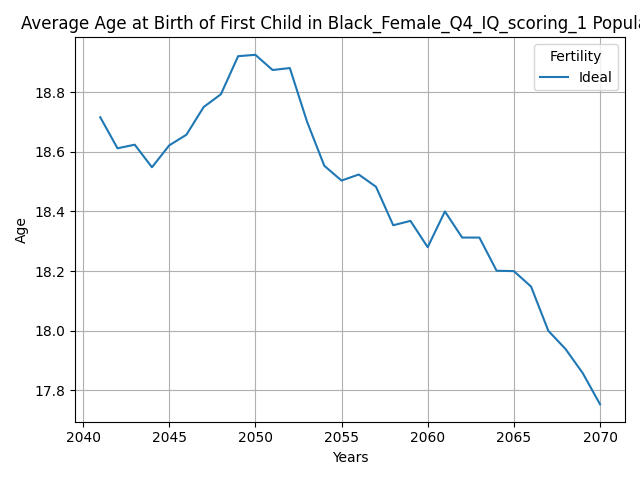 Average Age at Birth of First Child in Black_Female_Q4_IQ_scoring_1
Fertility
Ideal
18.8
18.6
18.4
18.2
18.0
17.8
Age
2040 2045 2050 2055 2060 2065 2070
Years